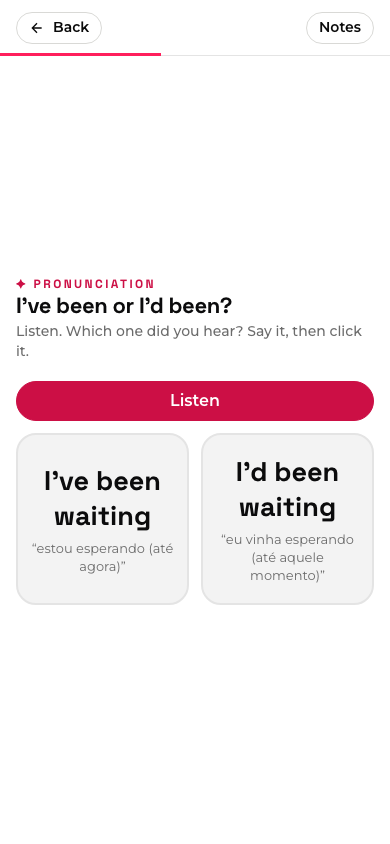 Back
Notes
PRONUNCIATION
I've been or I'd been?
Listen. Which one did you hear? Say it, then click
it.
Listen
I've been
waiting
“estou esperando (até
agora)”
I'd been
waiting
“eu vinha esperando
(até aquele
momento)”